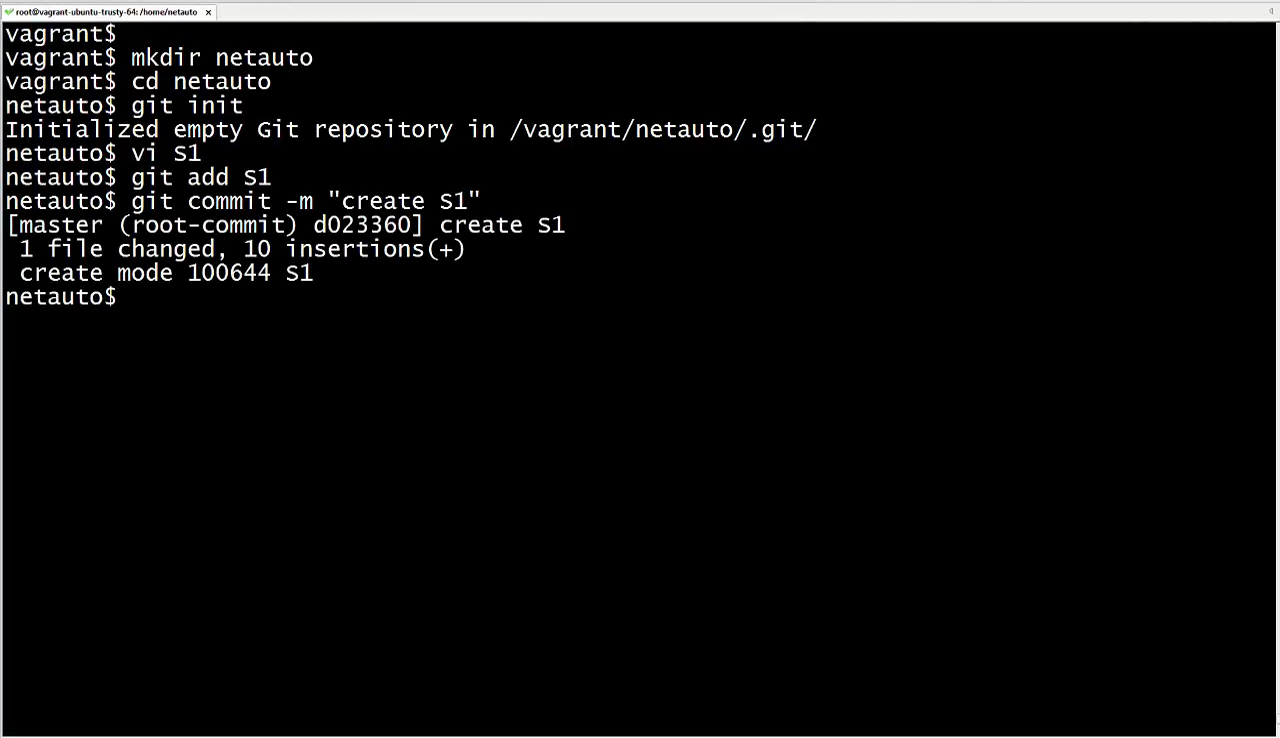 root@vagrant-ubuntu-trusty-64: /home/netauto
vagrant$
vagrant$ mkdir netauto
vagrant$ cd netauto
netauto$ git init
Initialized empty Git repository in /vagrant/netauto/.git/
netauto$ vi S1
netauto$ git add S1
netauto$ git commit -m "create S1"
[master (root-commit) d023360] create S1
 1 file changed, 10 insertions(+)
 create mode 100644 S1
netauto$